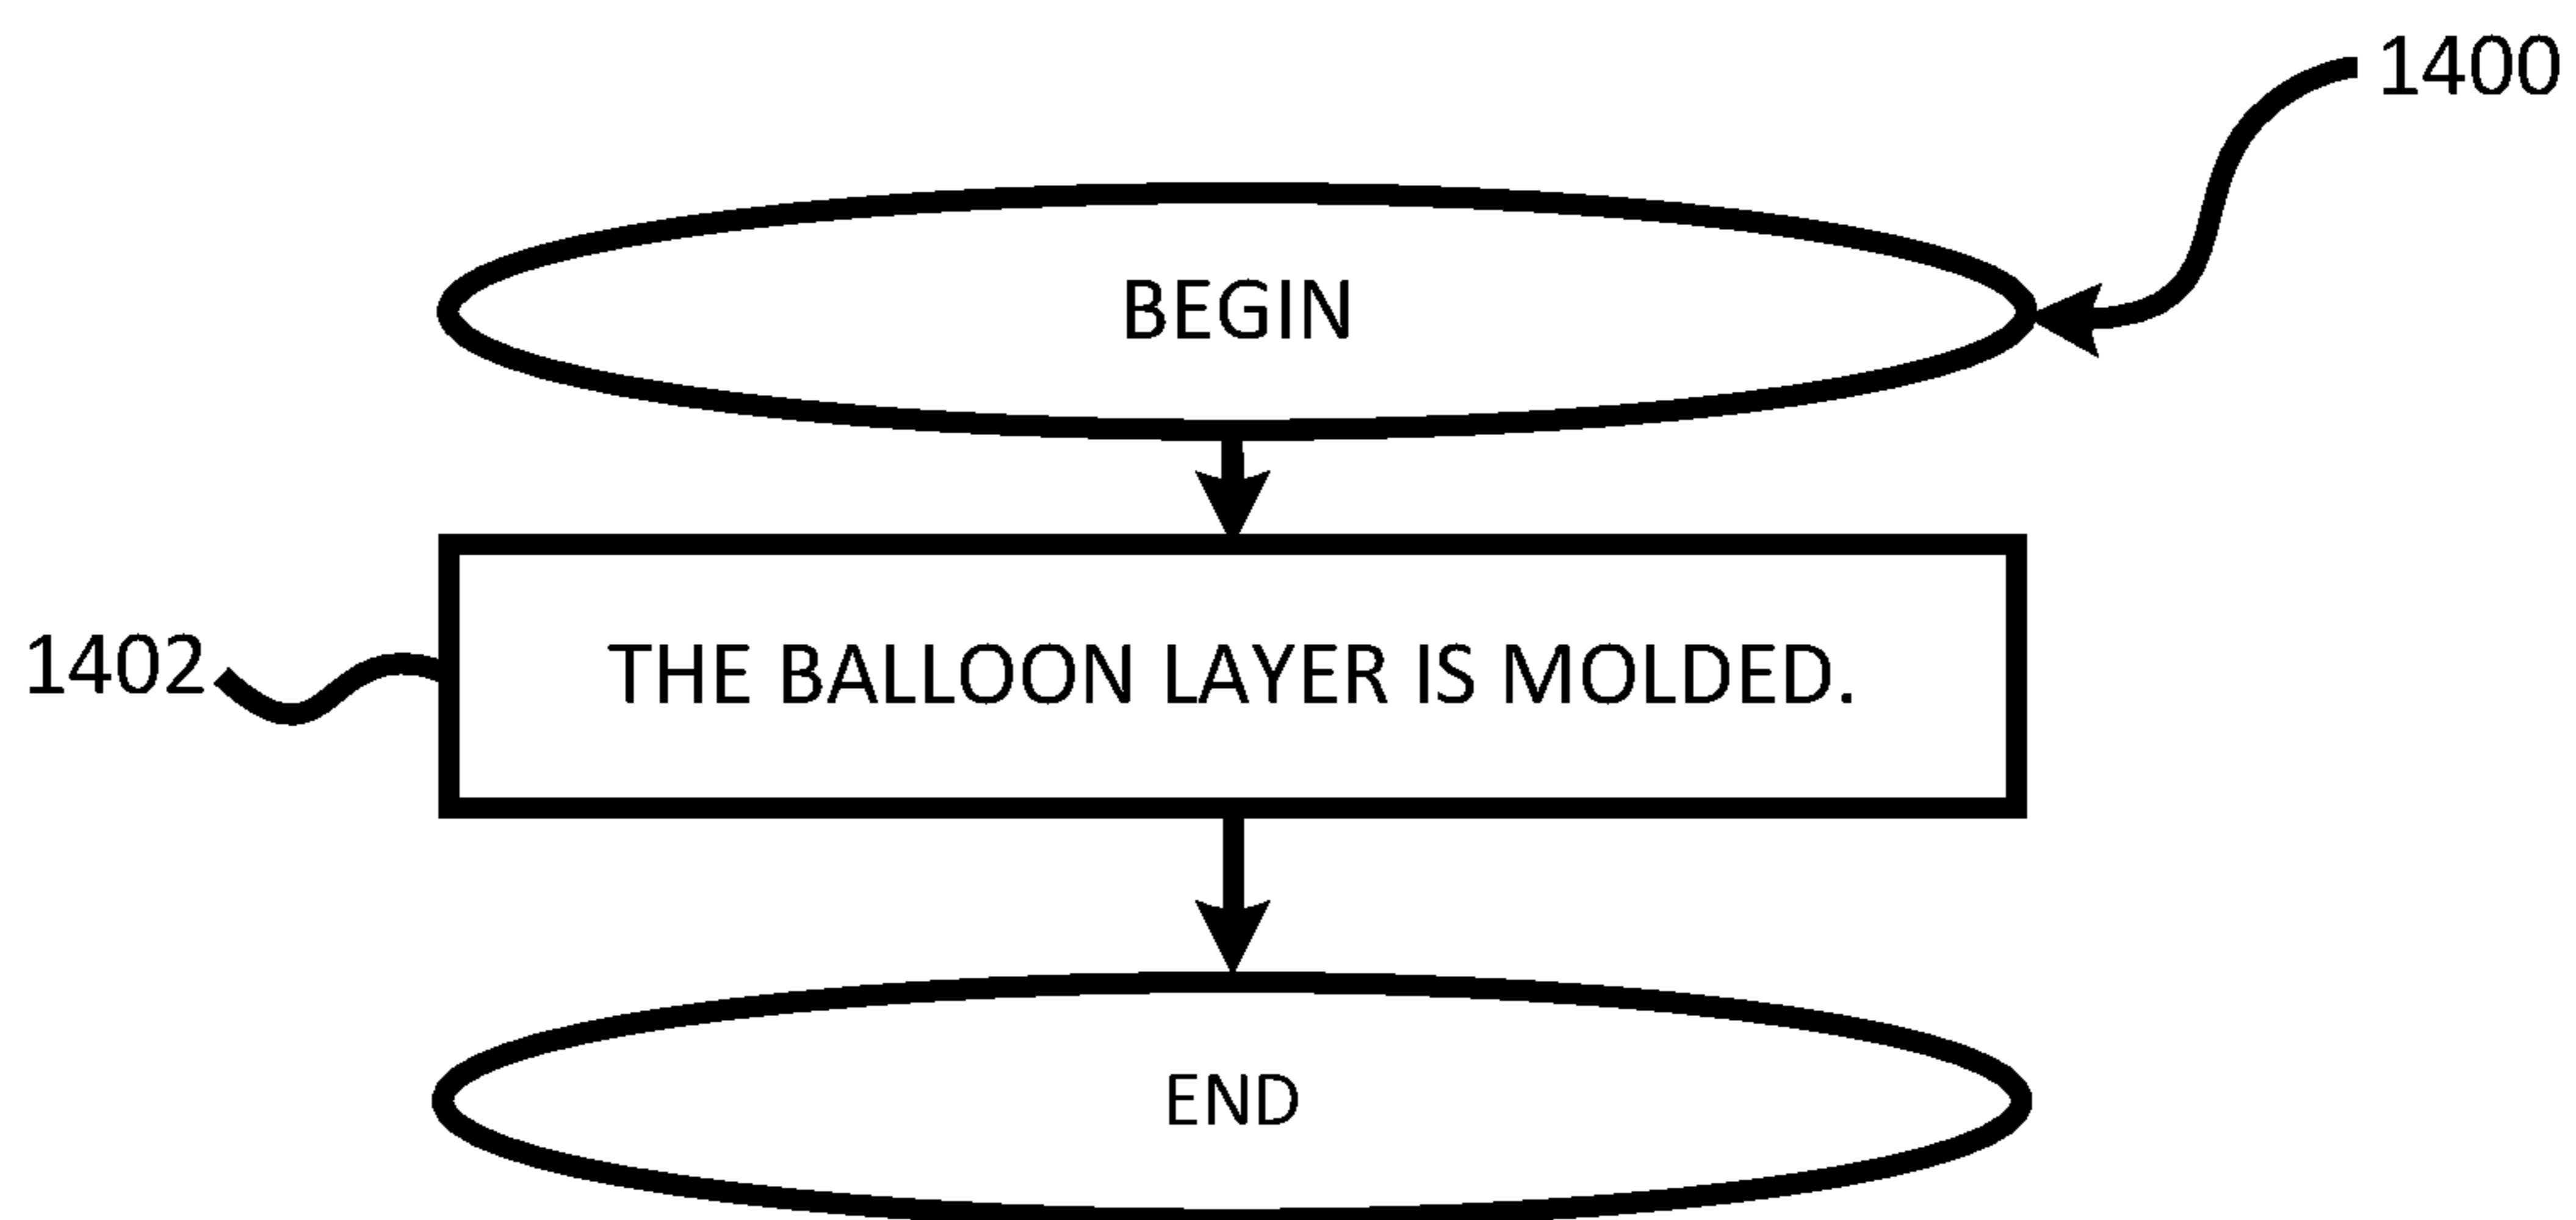 1400
BEGIN
1402
THE BALLOON LAYER IS MOLDED.
END